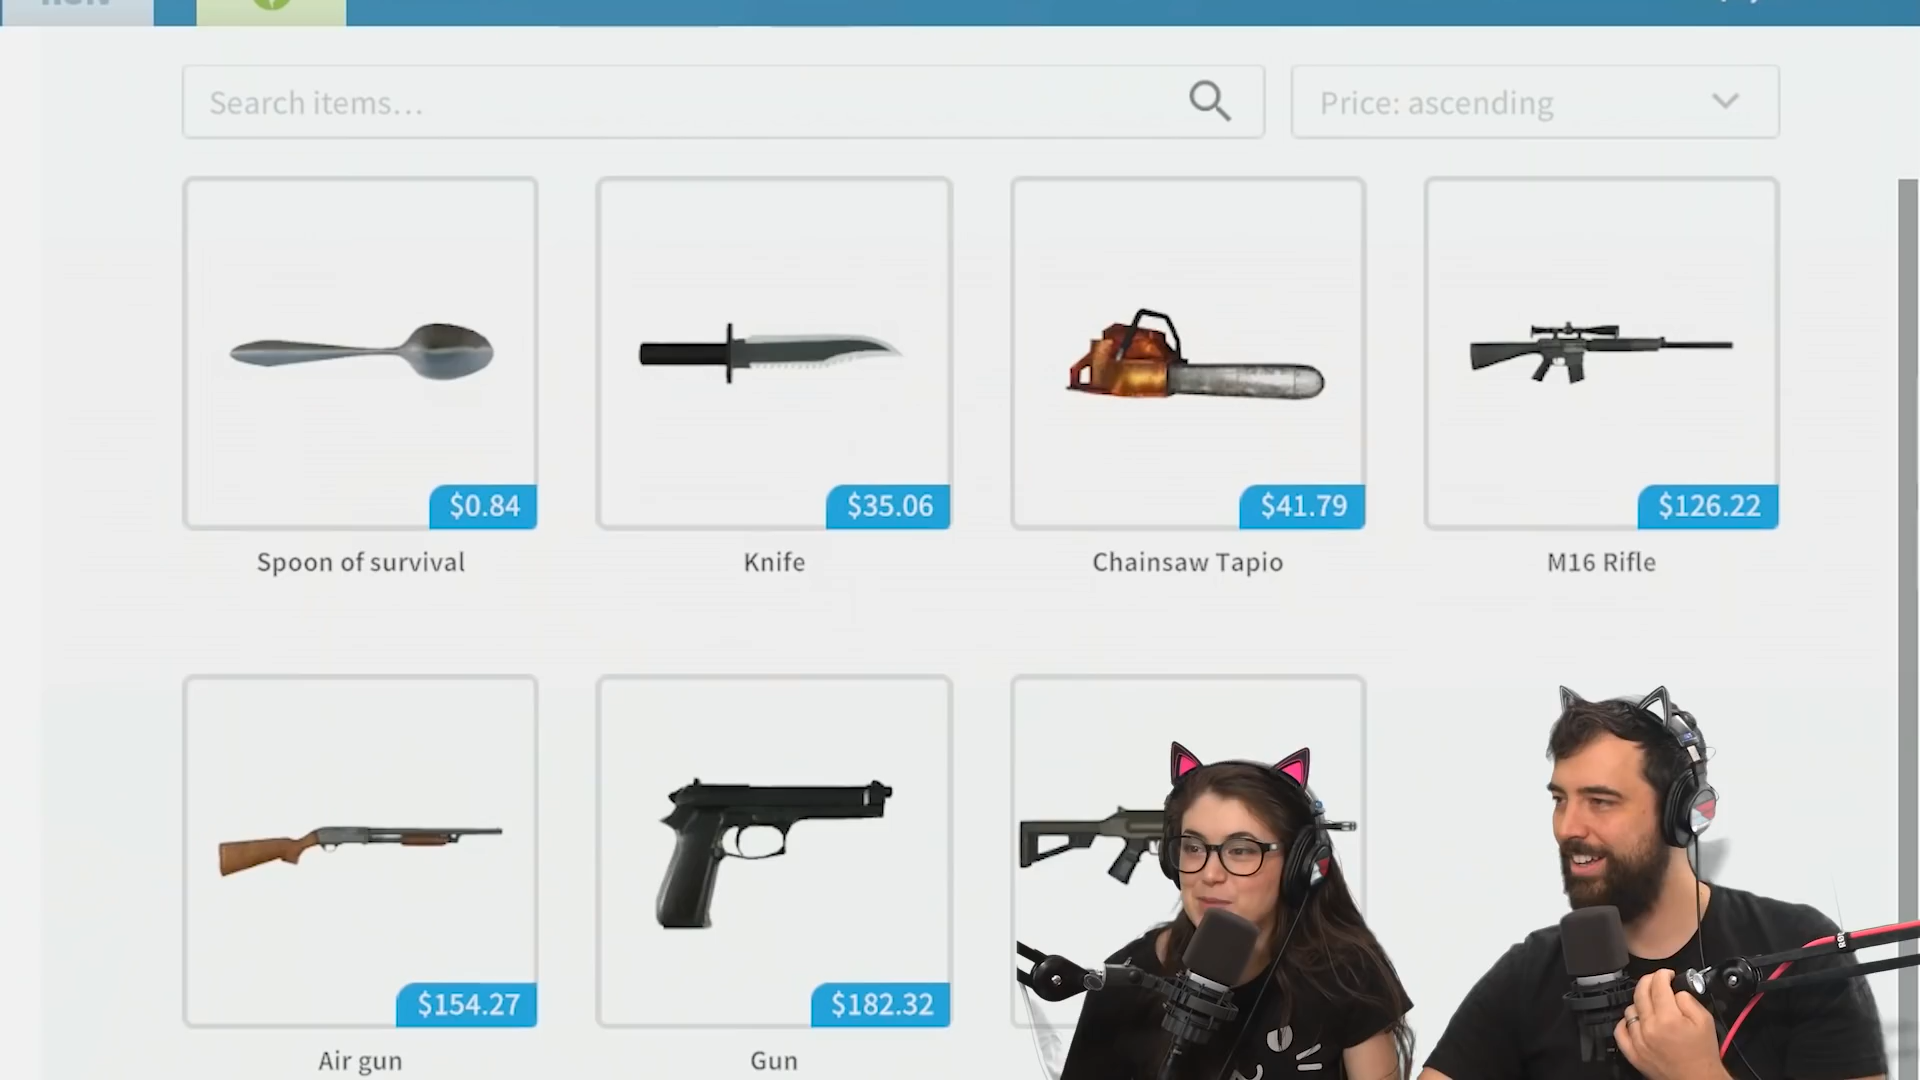 Search items...
Price: ascending
$0.84
$35.06
$41.79
$126.22
Spoon of survival
Knife
Chainsaw Tapio
M16 Rifle
$154.27
$182.32
Air gun
Gun